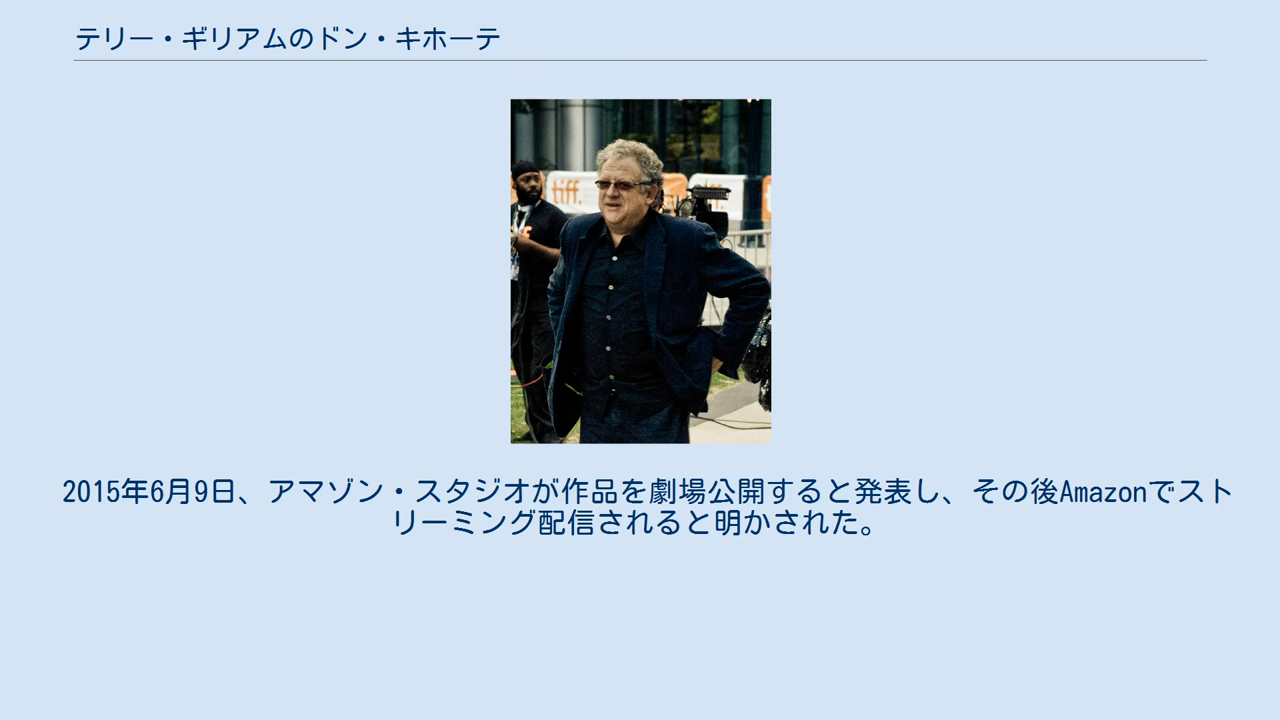 テリー・ギリアムのドン・キホーテ
tiff.
ff.
2015年6月9日、アマゾン・スタジオが作品を劇場公開すると発表し、その後Amazonでスト
リーミング配信されると明かされた。